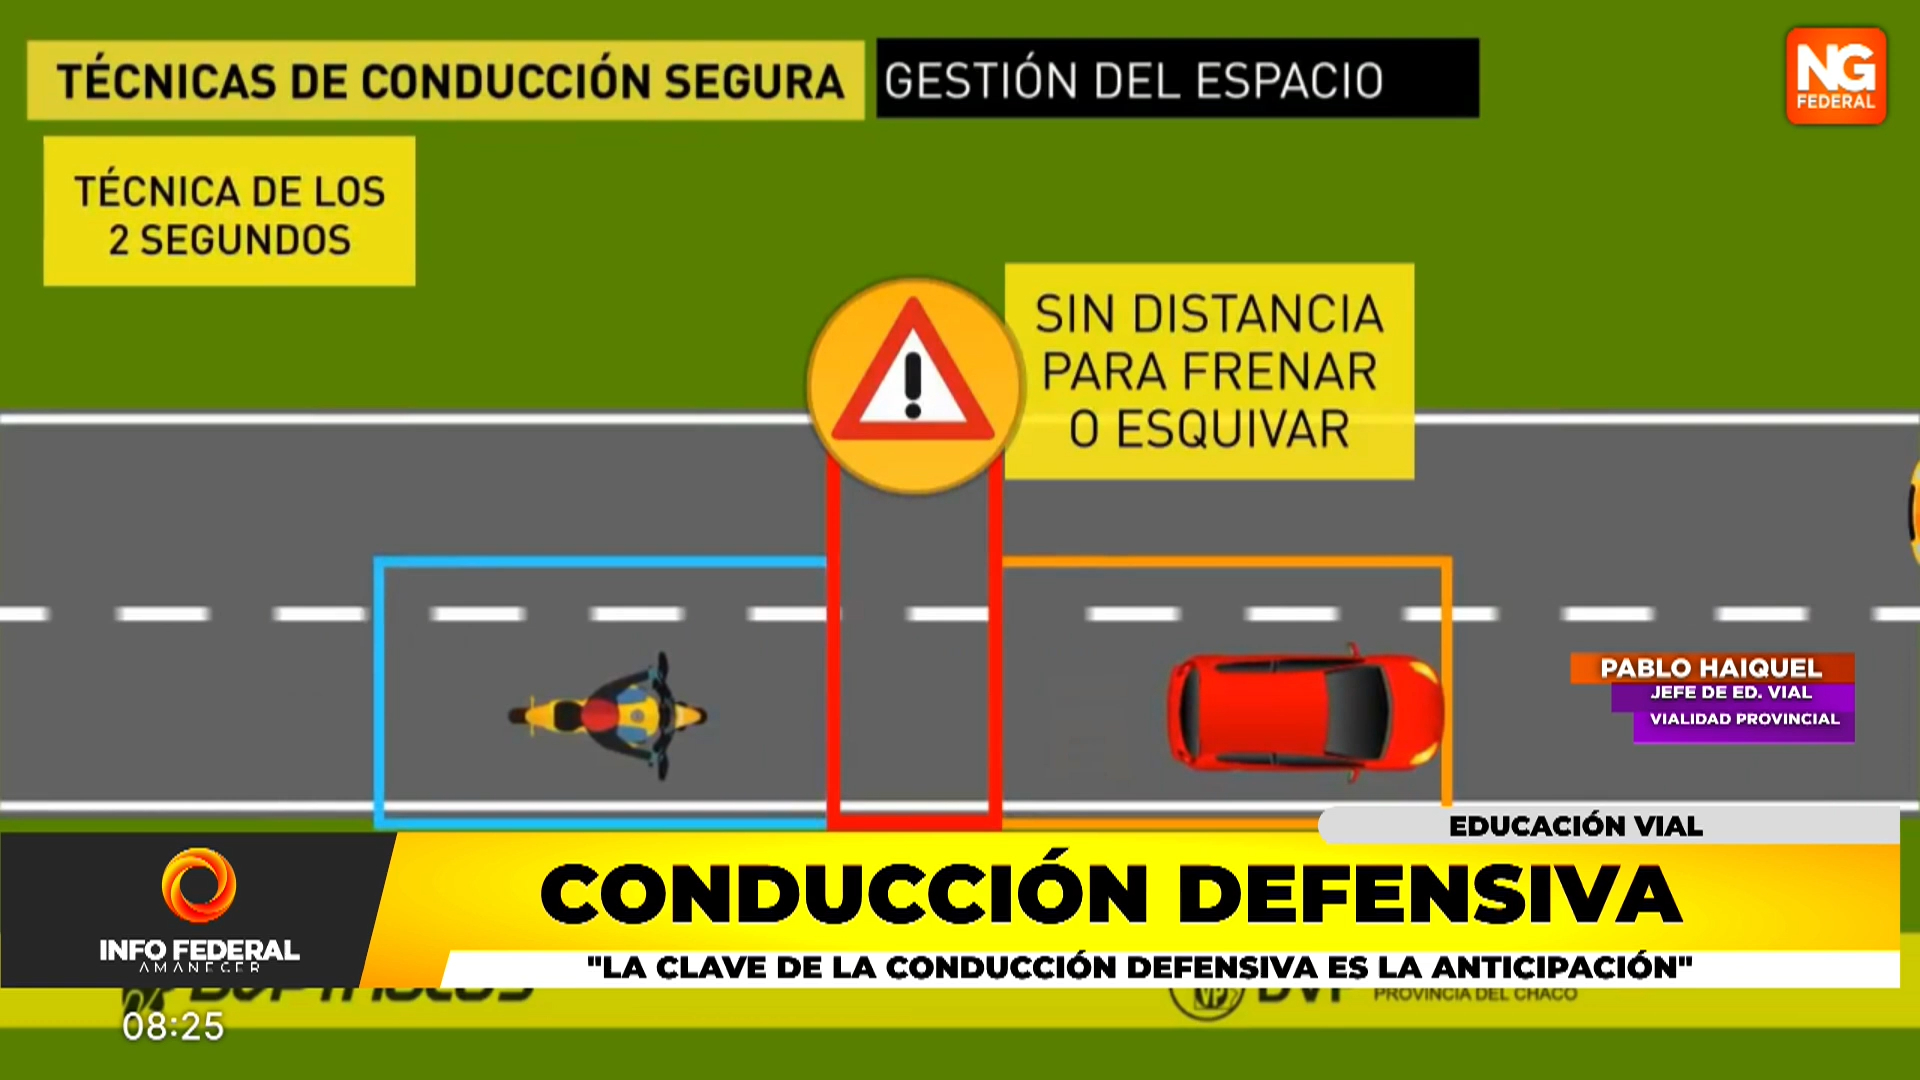 TÉCNICAS DE CONDUCCIÓN SEGURA
GESTIÓN DEL ESPACIO
NG
FEDERAL
TÉCNICA DE LOS
2 SEGUNDOS
SIN DISTANCIA
PARA FRENAR
O ESQUIVAR
PABLO HAIQUEL
JEFE DE ED. VIAL
VIALIDAD PROVINCIAL
EDUCACIÓN VIAL
CONDUCCIÓN DEFENSIVA
"LA CLAVE DE LA CONDUCCIÓN DEFENSIVA ES LA ANTICIPACIÓN"
INFO FEDERAL
AMANECER
PROVINCIA DEL CHACO
08:25